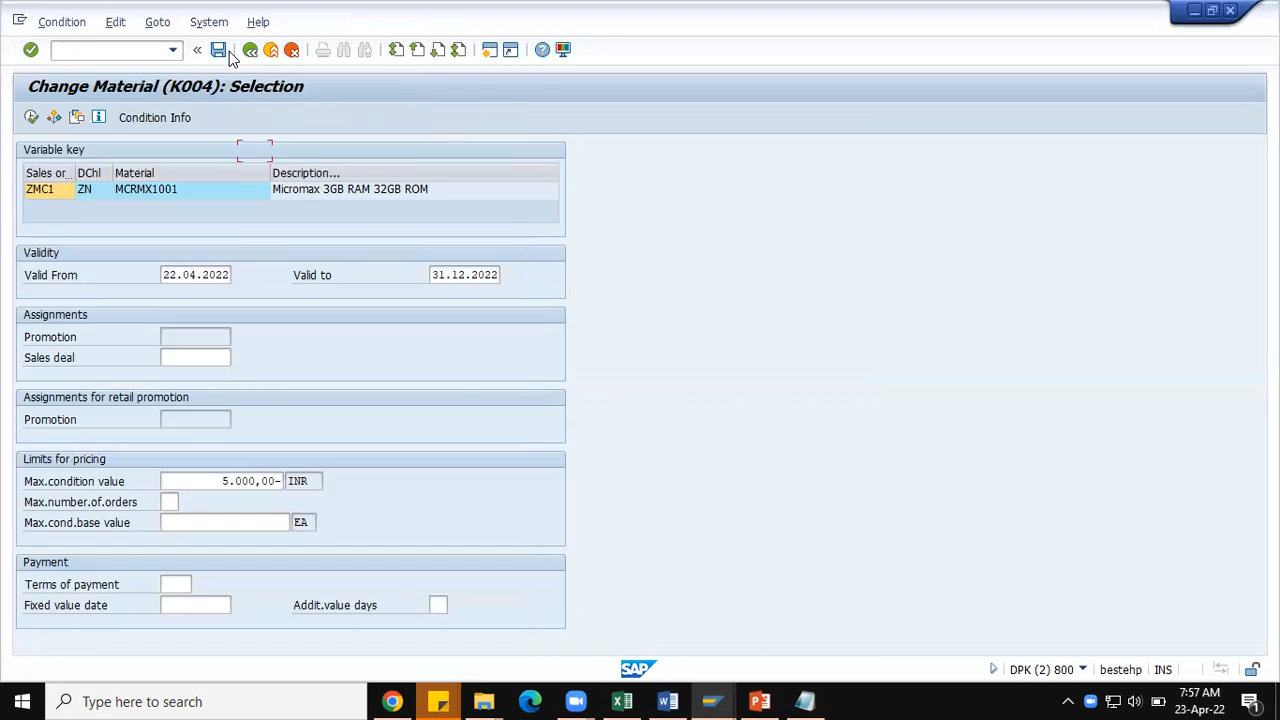 Condition Edit Goto System Help
«
Change Material (K004): Selection
Condition Info
Variable key
Sales or... DChl Material Description...
ZMC1 ZN MCRMX1001 Micromax 3GB RAM 32GB ROM
Validity
Valid From 22.04.2022 Valid to 31.12.2022
Assignments
Promotion
Sales deal
Assignments for retail promotion
Promotion
Limits for pricing
Max.condition value 5.000,00- INR
Max.number.of.orders
Max.cond.base value EA
Payment
Terms of payment
Fixed value date Addit.value days
SAP DPK (2) 800 bestehp INS
Type here to search
7:57 AM
23-Apr-22
1